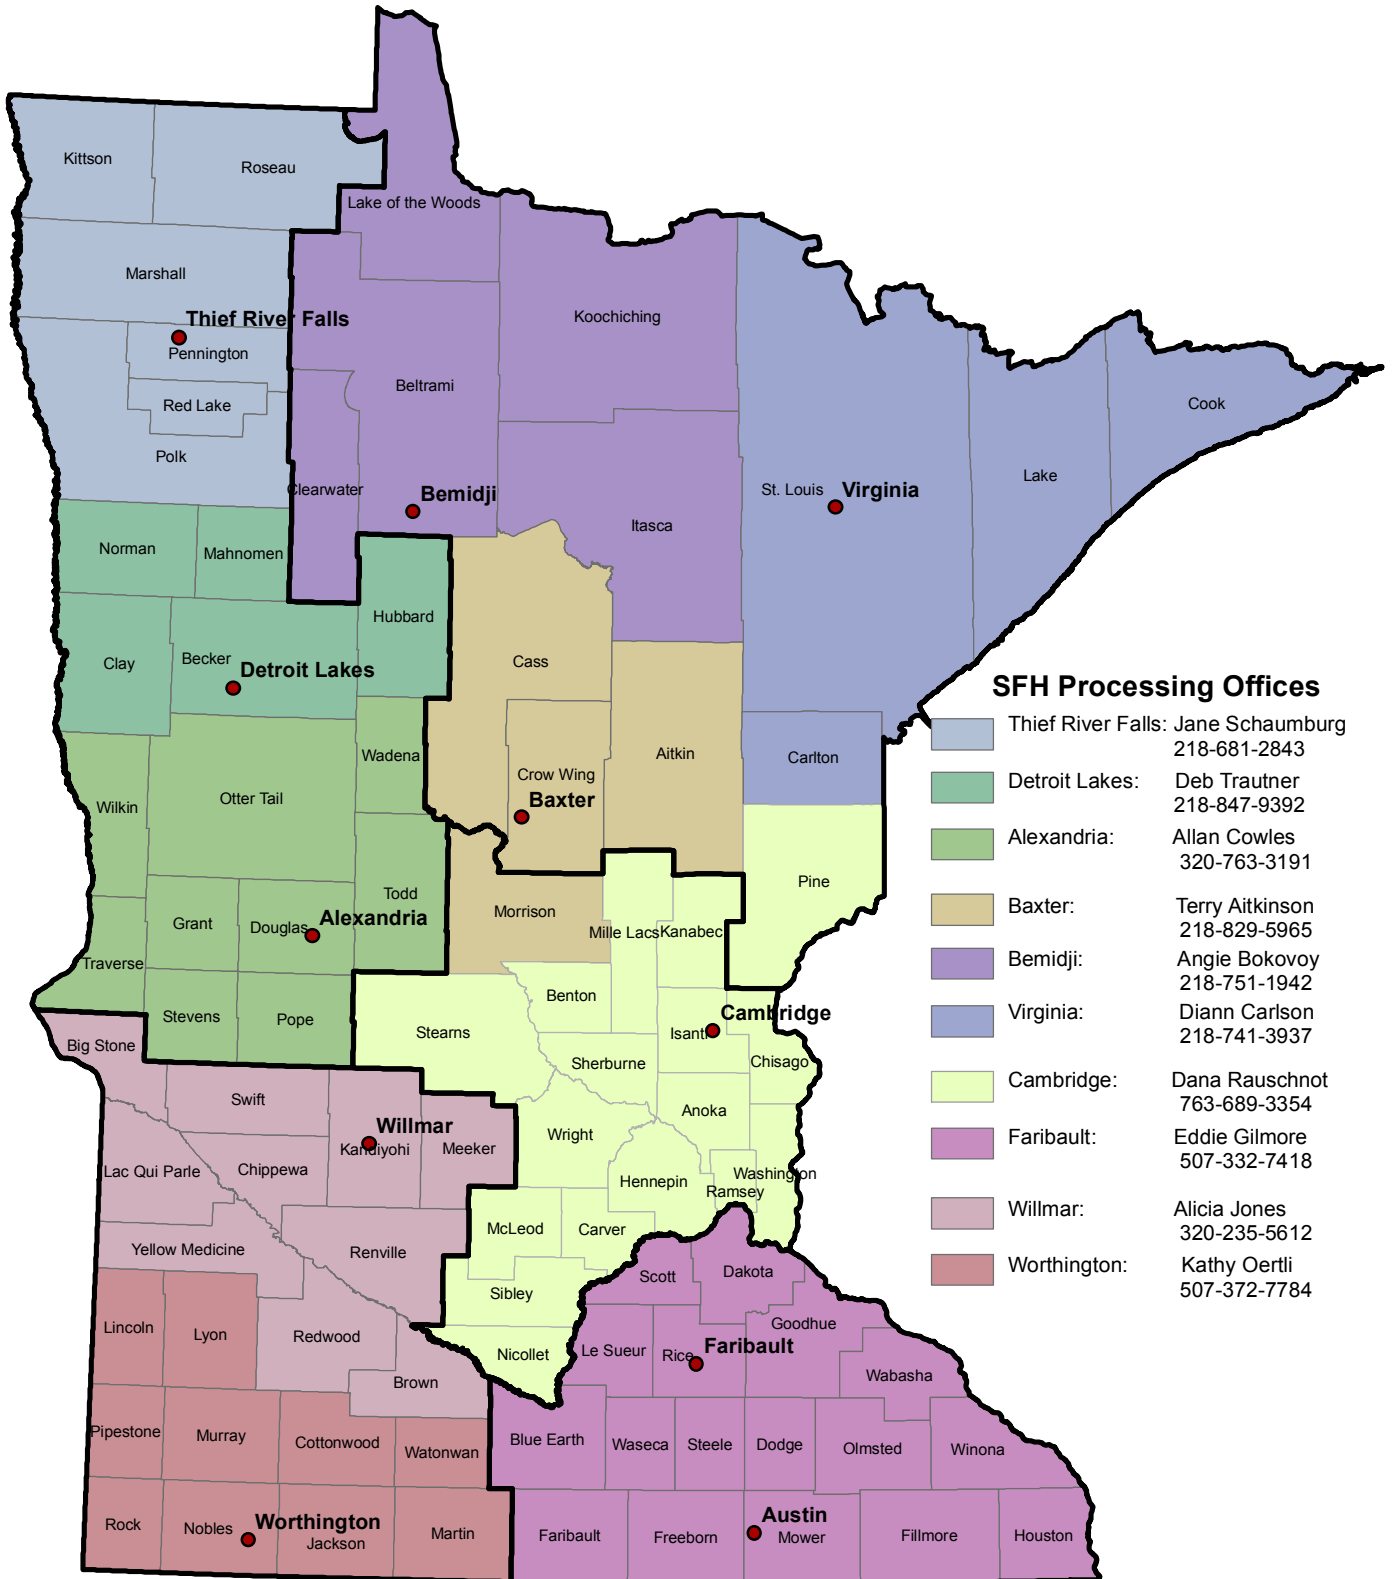 Kittson
Roseau
Lake of the Woods
Marshall
Thief River Falls
Pennington
Koochiching
Beltrami
Red Lake
Cook
Polk
Lake
Clearwater
Bemidji
St. Louis
Virginia
Itasca
Norman
Mahnomen
Hubbard
Clay
Becker
Detroit Lakes
Cass
Wadena
Aitkin
Carlton
Wilkin
Otter Tail
Crow Wing
Baxter
Todd
Pine
Grant
Douglas
Alexandria
Morrison
Mille Lacs
Kanabec
Traverse
Benton
Stevens
Pope
Stearns
Isanti
Cambridge
Big Stone
Sherburne
Chisago
Swift
Anoka
Willmar
Kandiyohi
Meeker
Wright
Lac Qui Parle
Chippewa
Hennepin
Washington
Ramsey
McLeod
Carver
Yellow Medicine
Renville
Scott
Dakota
Sibley
Lincoln
Lyon
Redwood
Goodhue
Nicollet
Le Sueur
Rice
Faribault
Brown
Wabasha
Pipestone
Murray
Cottonwood
Watonwan
Blue Earth
Waseca
Steele
Dodge
Olmsted
Winona
Rock
Nobles
Worthington
Jackson
Martin
Faribault
Freeborn
Austin
Mower
Fillmore
Houston
SFH Processing Offices
Thief River Falls: Jane Schaumburg
218-681-2843
Detroit Lakes: Deb Trautner
218-847-9392
Alexandria: Allan Cowles
320-763-3191
Baxter: Terry Aitkinson
218-829-5965
Bemidji: Angie Bokovoy
218-751-1942
Virginia: Diann Carlson
218-741-3937
Cambridge: Dana Rauschnot
763-689-3354
Faribault: Eddie Gilmore
507-332-7418
Willmar: Alicia Jones
320-235-5612
Worthington: Kathy Oertli
507-372-7784